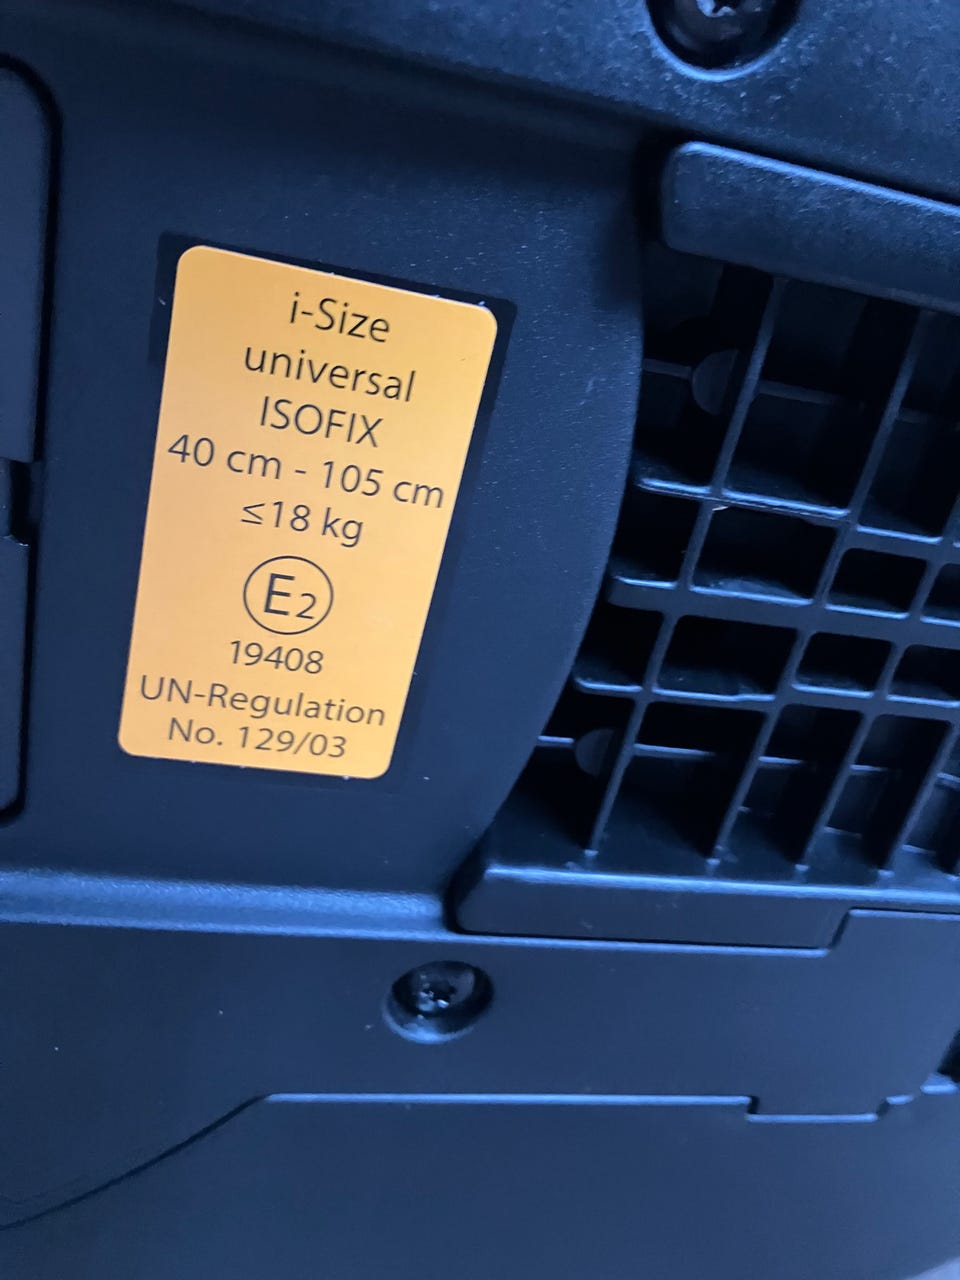 i-Size
universal
ISOFIX
40 cm - 105 cm
≤18 kg
E2
19408
UN-Regulation
No. 129/03